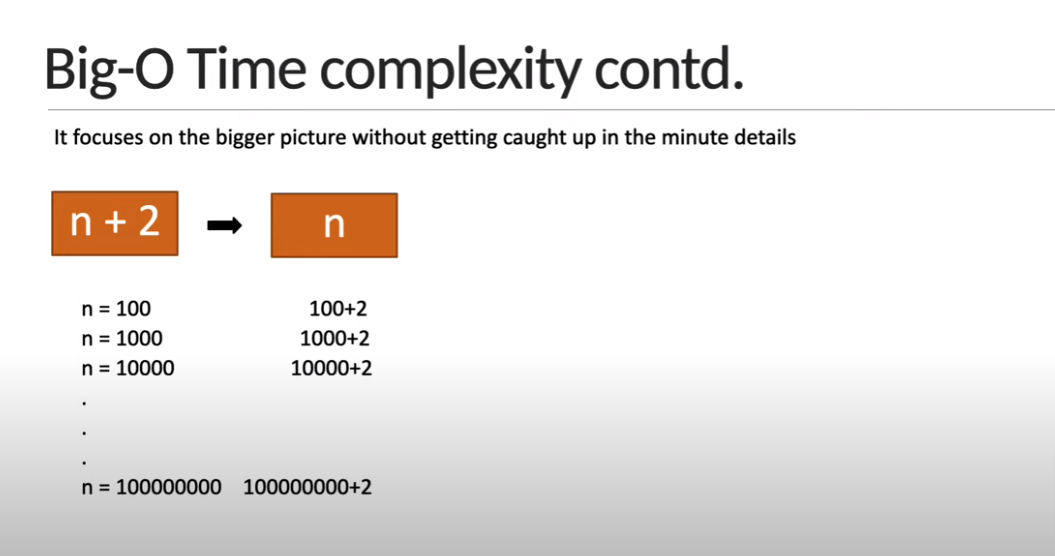 Big-O Time complexity contd.
It focuses on the bigger picture without getting caught up in the minute details
n + 2 n
n = 100 100+2
n = 1000 1000+2
n = 10000 10000+2
.
.
.
n = 100000000 100000000+2